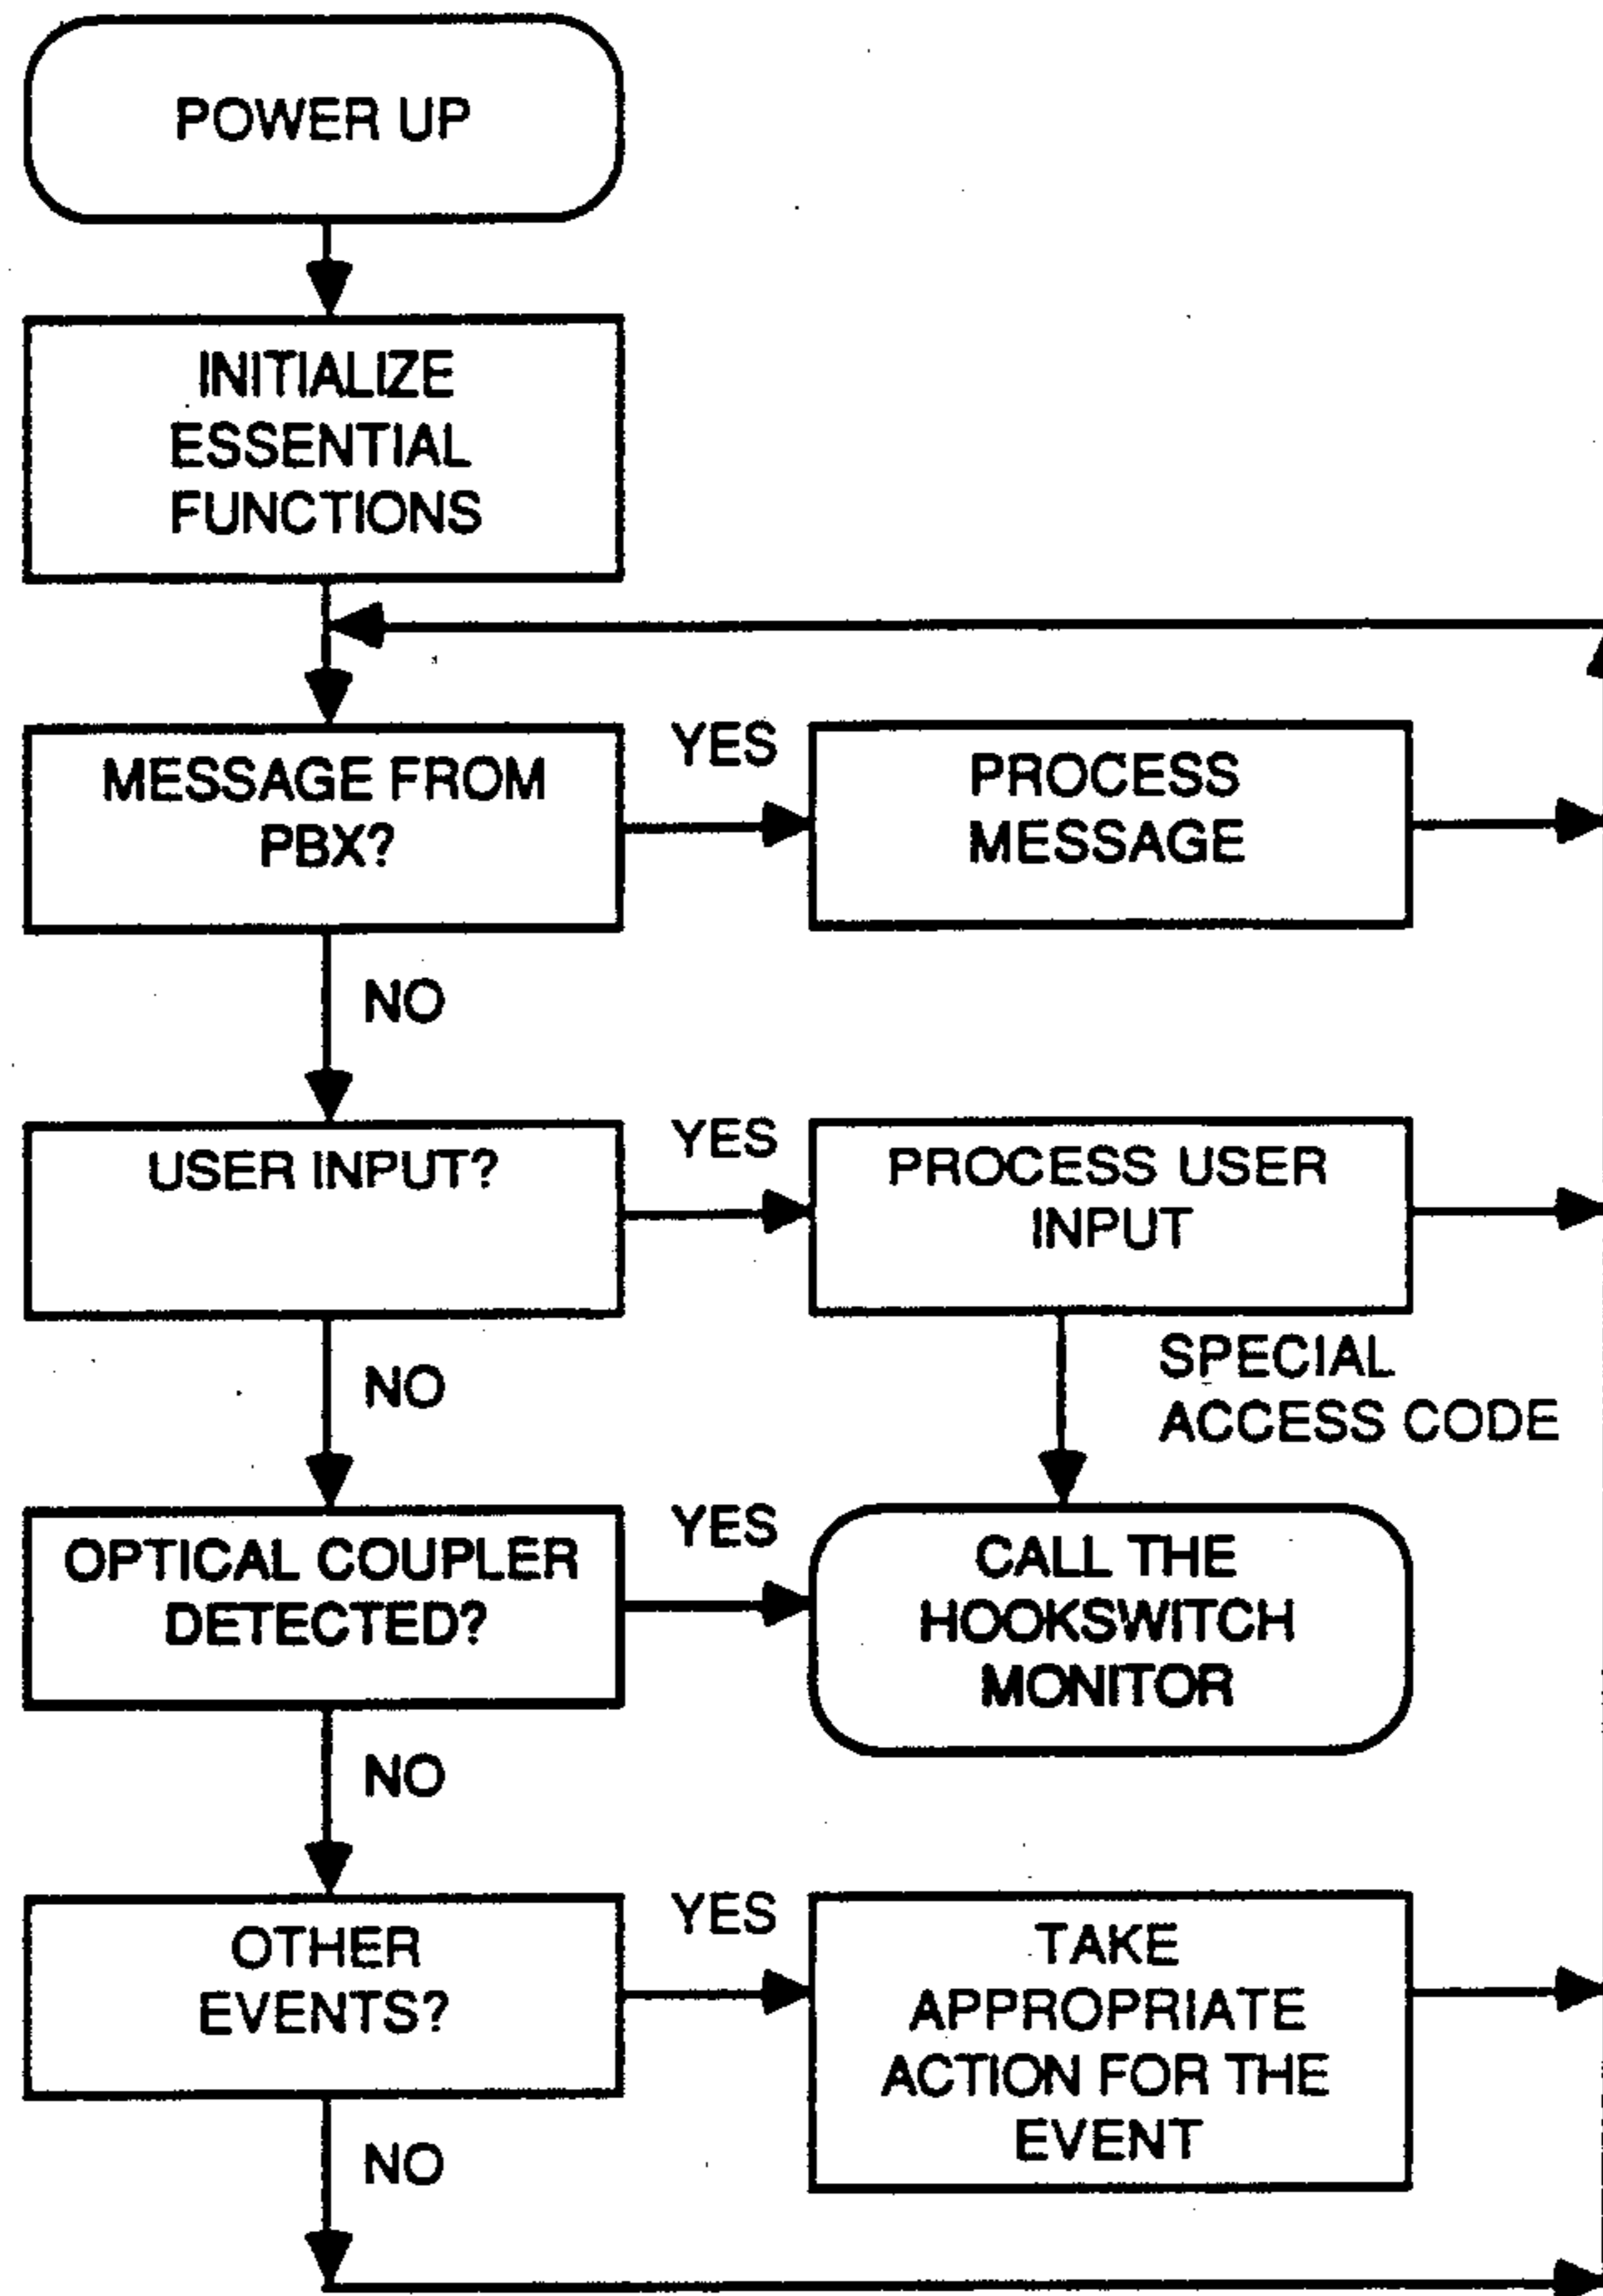 POWER UP
INITIALIZE
ESSENTIAL
FUNCTIONS
MESSAGE FROM
PBX?
YES
PROCESS
MESSAGE
NO
USER INPUT?
YES
PROCESS USER
INPUT
NO
SPECIAL
ACCESS CODE
OPTICAL COUPLER
DETECTED?
YES
CALL THE
HOOKSWITCH
MONITOR
NO
OTHER
EVENTS?
YES
TAKE
APPROPRIATE
ACTION FOR THE
EVENT
NO